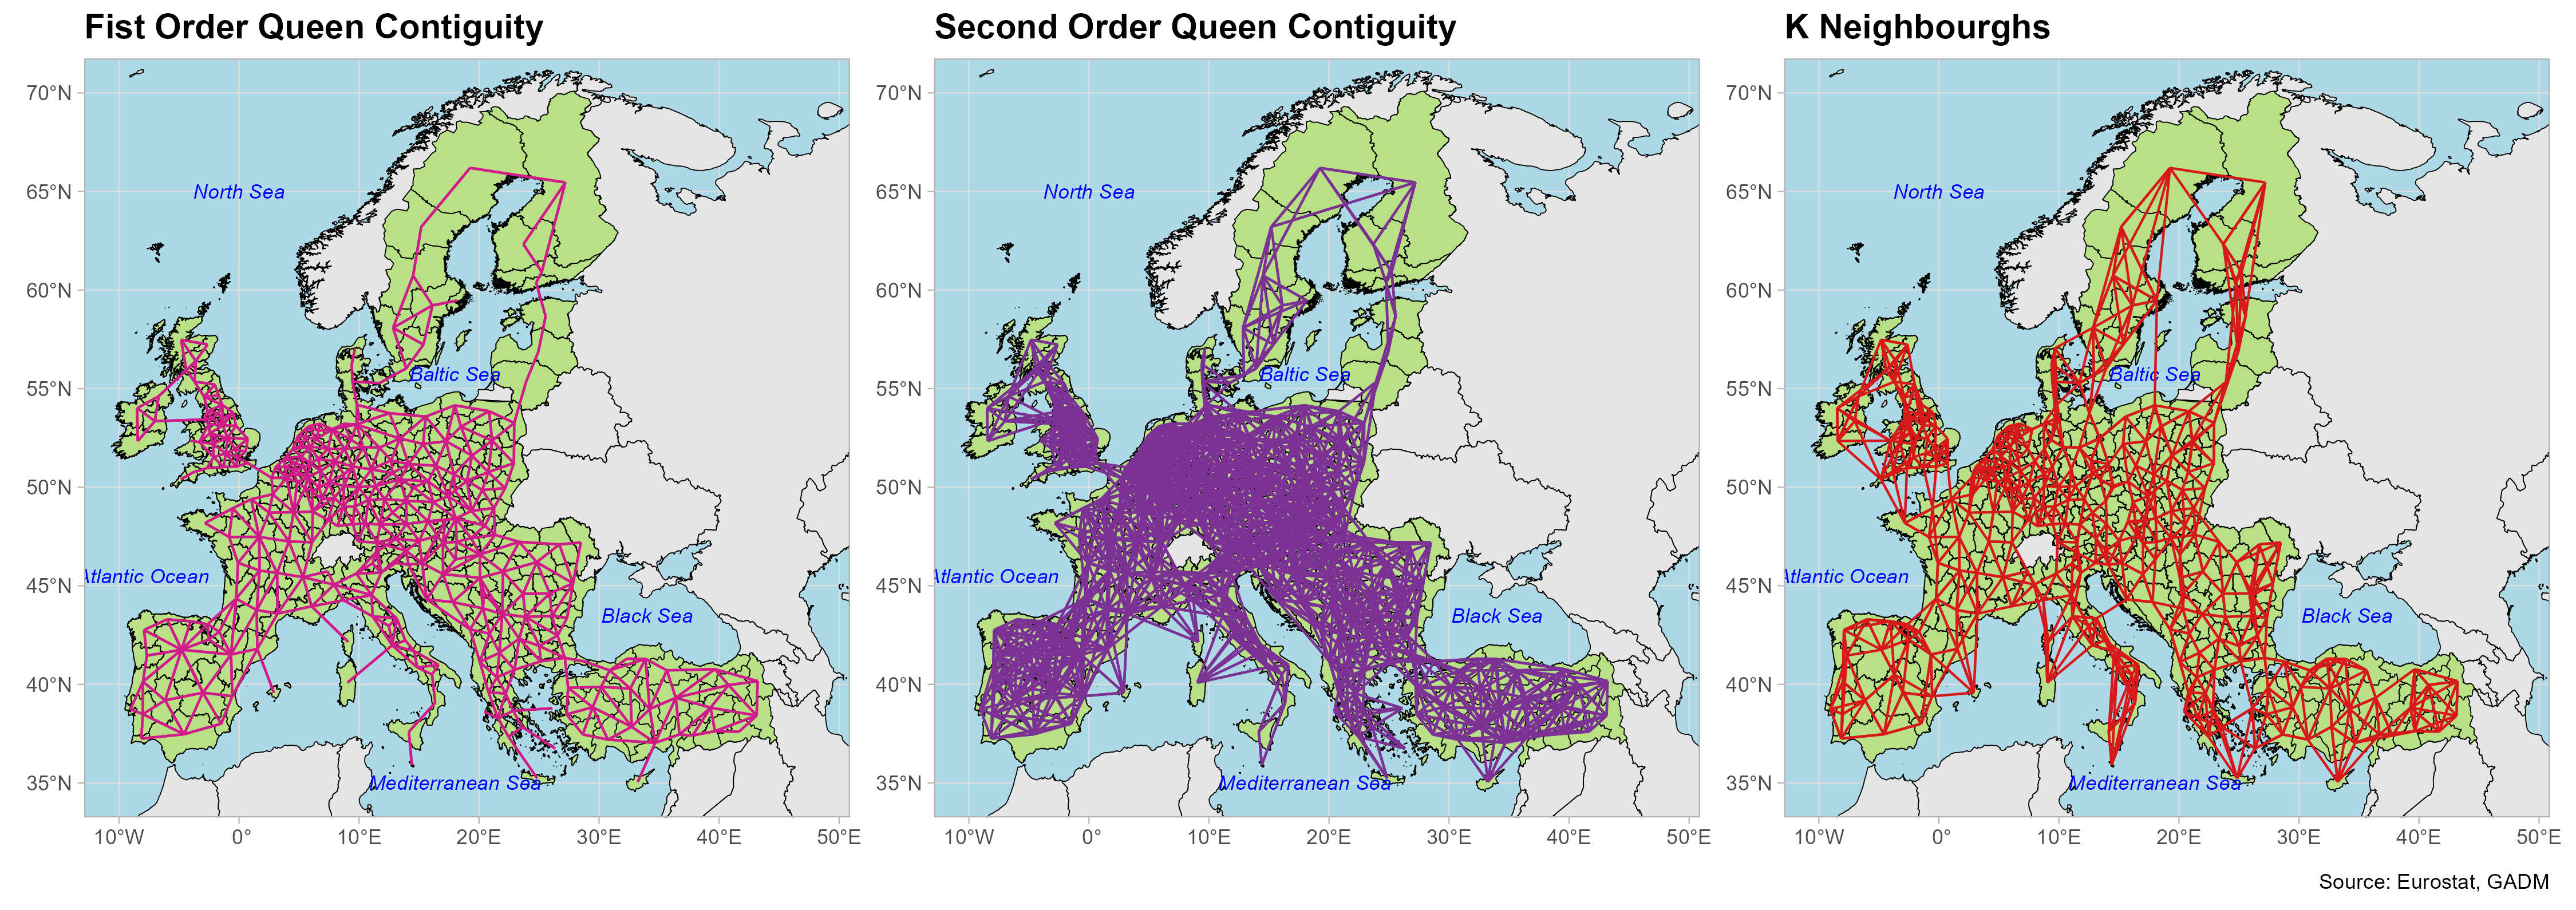 Fist Order Queen Contiguity
Second Order Queen Contiguity
K Neighbourghs
70°N
65°N
60°N
55°N
50°N
45°N
40°N
35°N
North Sea
Baltic Sea
Atlantic Ocean
Black Sea
Mediterranean Sea
10°W
0°
10°E
20°E
30°E
40°E
50°E
70°N
65°N
60°N
55°N
50°N
45°N
40°N
35°N
North Sea
Baltic Sea
Atlantic Ocean
Black Sea
Mediterranean Sea
10°W
0°
10°E
20°E
30°E
40°E
50°E
70°N
65°N
60°N
55°N
50°N
45°N
40°N
35°N
North Sea
Baltic Sea
Atlantic Ocean
Black Sea
Mediterranean Sea
10°W
0°
10°E
20°E
30°E
40°E
50°E
Source: Eurostat, GADM